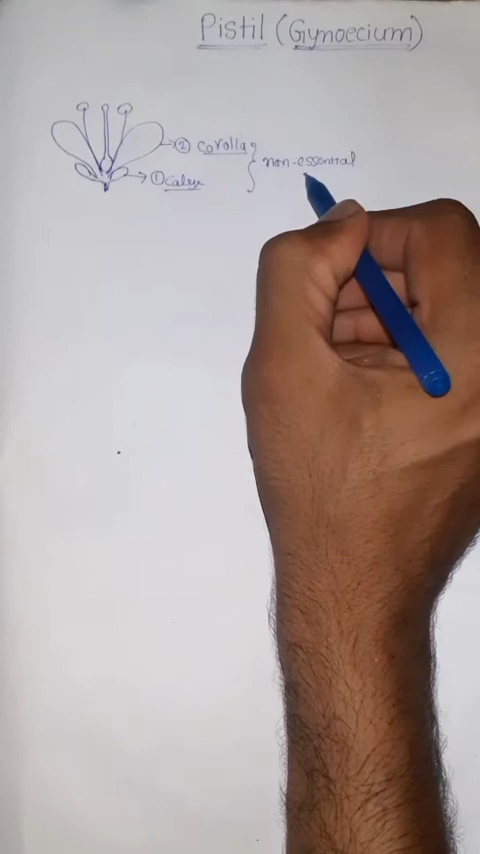 Pistil (Gynoecium)
② Corolla
non-essential
① Calyx